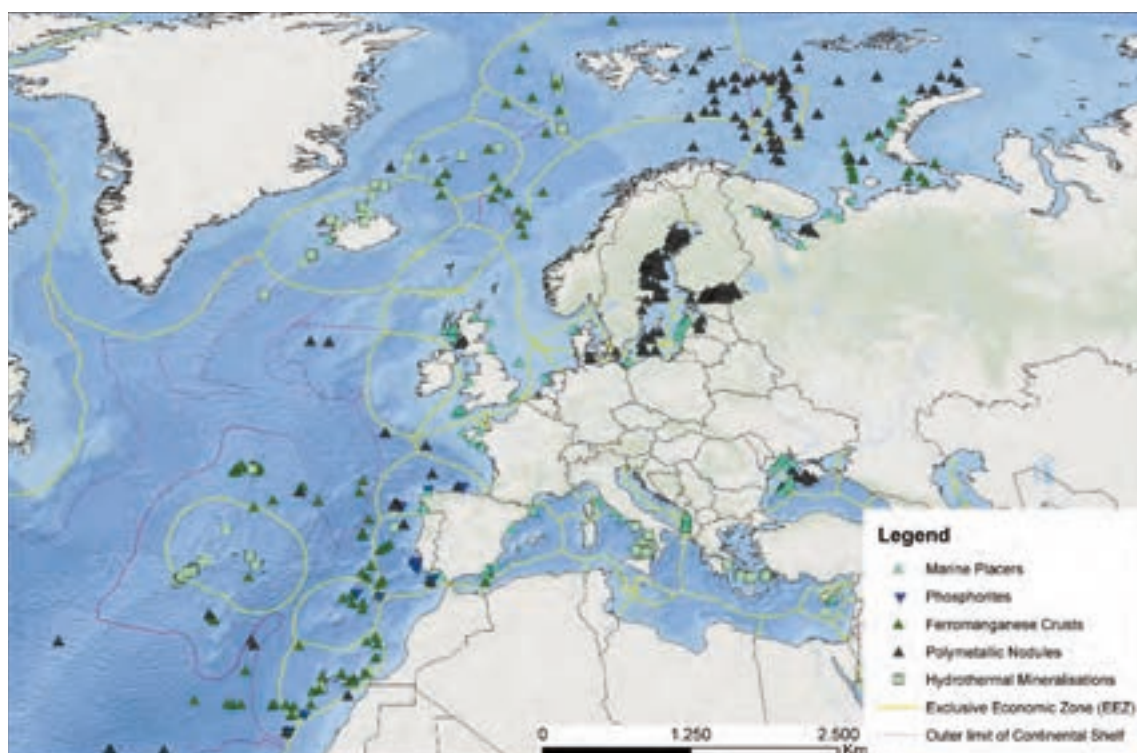 Legend
Marine Placers
Phosphorites
Ferromanganese Crusts
Polymetallic Nodules
Hydrothermal Mineralisations
Exclusive Economic Zone (EEZ)
Outer limit of Continental Shelf
0 1.250 2.500
Km